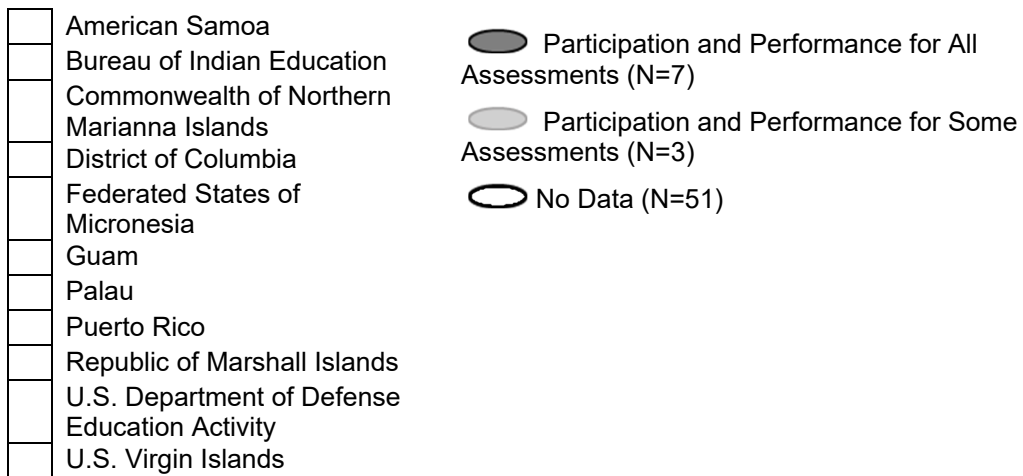 American Samoa
Bureau of Indian Education
Commonwealth of Northern
Marianna Islands
District of Columbia
Federated States of
Micronesia
Guam
Palau
Puerto Rico
Republic of Marshall Islands
U.S. Department of Defense
Education Activity
U.S. Virgin Islands
Participation and Performance for All
Assessments (N=7)
Participation and Performance for Some
Assessments (N=3)
No Data (N=51)